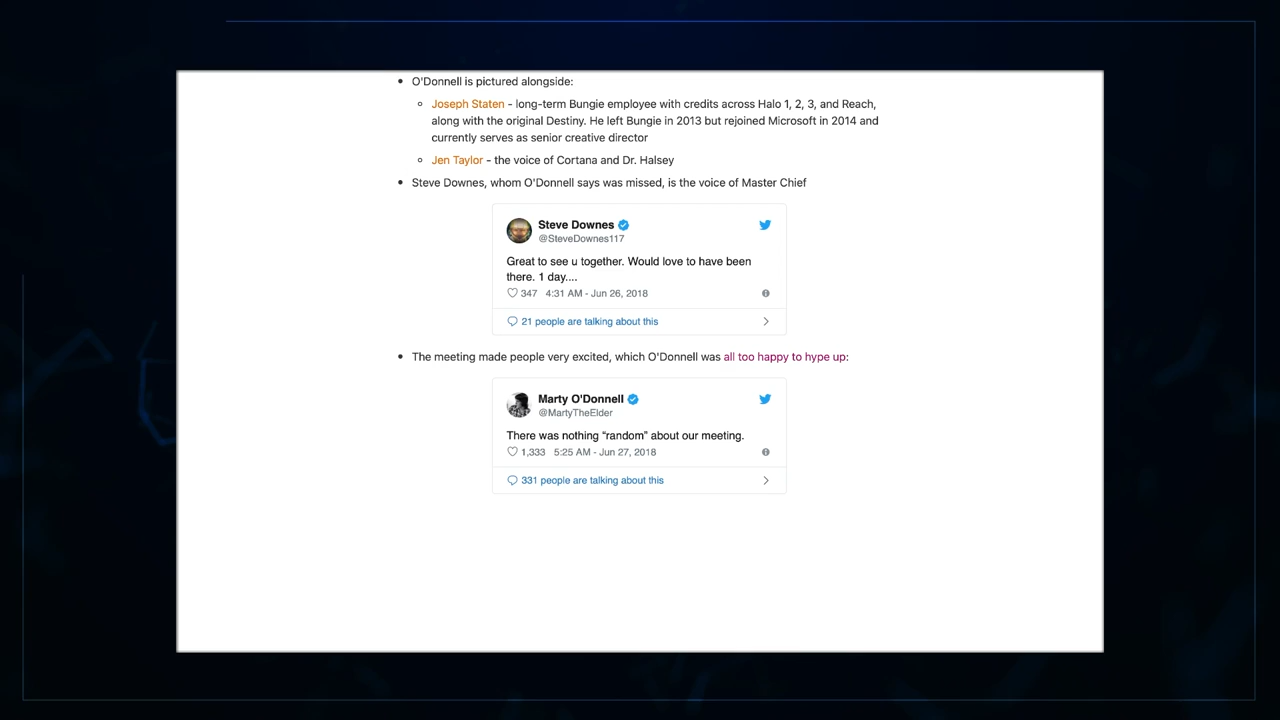 • O'Donnell is pictured alongside:
◦ Joseph Staten - long-term Bungie employee with credits across Halo 1, 2, 3, and Reach,
along with the original Destiny. He left Bungie in 2013 but rejoined Microsoft in 2014 and
currently serves as senior creative director
◦ Jen Taylor - the voice of Cortana and Dr. Halsey
• Steve Downes, whom O'Donnell says was missed, is the voice of Master Chief
Steve Downes
@SteveDownes117
Great to see u together. Would love to have been
there. 1 day....
347 4:31 AM - Jun 26, 2018
21 people are talking about this
• The meeting made people very excited, which O'Donnell was all too happy to hype up:
Marty O'Donnell
@MartyTheElder
There was nothing “random” about our meeting.
1,333 5:25 AM - Jun 27, 2018
331 people are talking about this